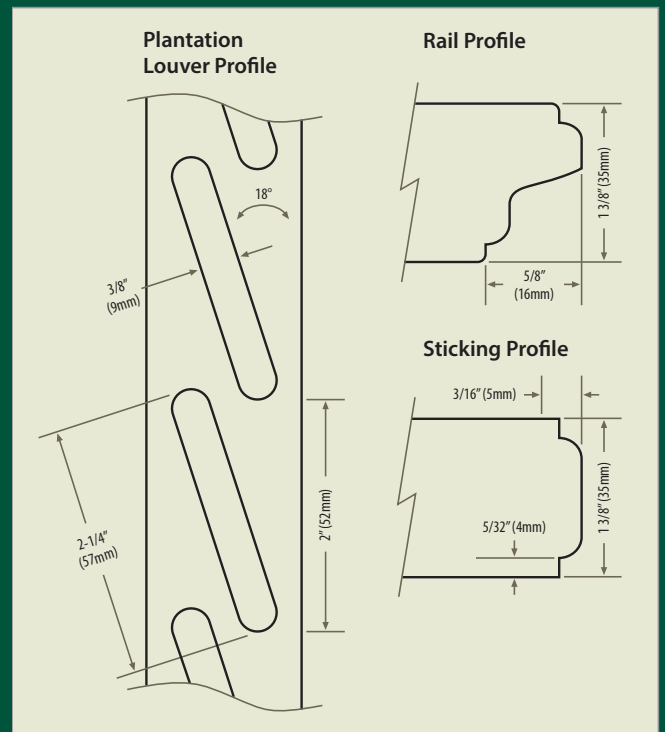 Plantation
Louver Profile
18°
3/8"
(9mm)
2-1/4"
(57mm)
2" (52mm)
Rail Profile
1 3/8" (35mm)
5/8"
(16mm)
Sticking Profile
3/16" (5mm)
5/32" (4mm)
1 3/8" (35mm)